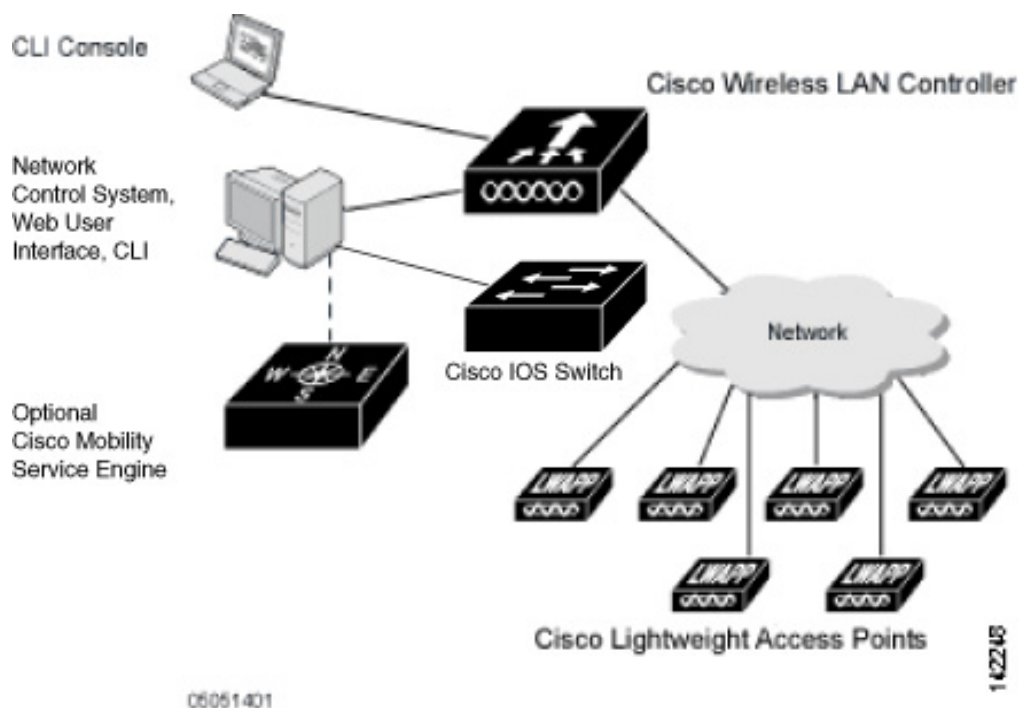 CLI Console
Cisco Wireless LAN Controller
Network
Control System,
Web User
Interface, CLI
Network
Cisco IOS Switch
N
W E
S
Optional
Cisco Mobility
Service Engine
LWAPP LWAPP LWAPP LWAPP
LWAPP LWAPP
Cisco Lightweight Access Points
142248
05051401